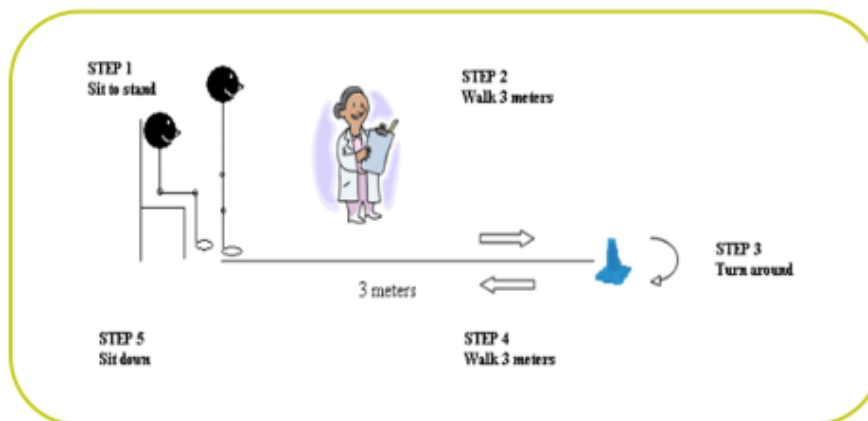 STEP 1
Sit to stand
STEP 2
Walk 3 meters
STEP 3
Turn around
3 meters
STEP 5
Sit down
STEP 4
Walk 3 meters